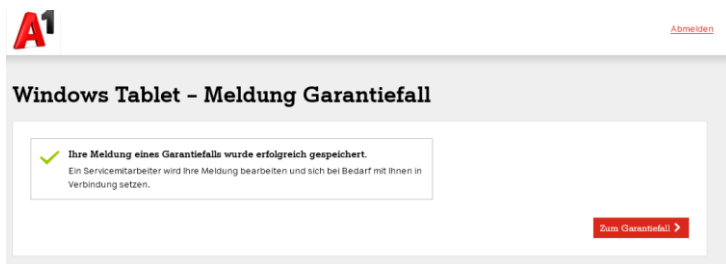 A1
Abmelden
Windows Tablet – Meldung Garantiefall
Ihre Meldung eines Garantiefalls wurde erfolgreich gespeichert.
Ein Servicemitarbeiter wird Ihre Meldung bearbeiten und sich bei Bedarf mit Ihnen in
Verbindung setzen.
Zum Garantiefall